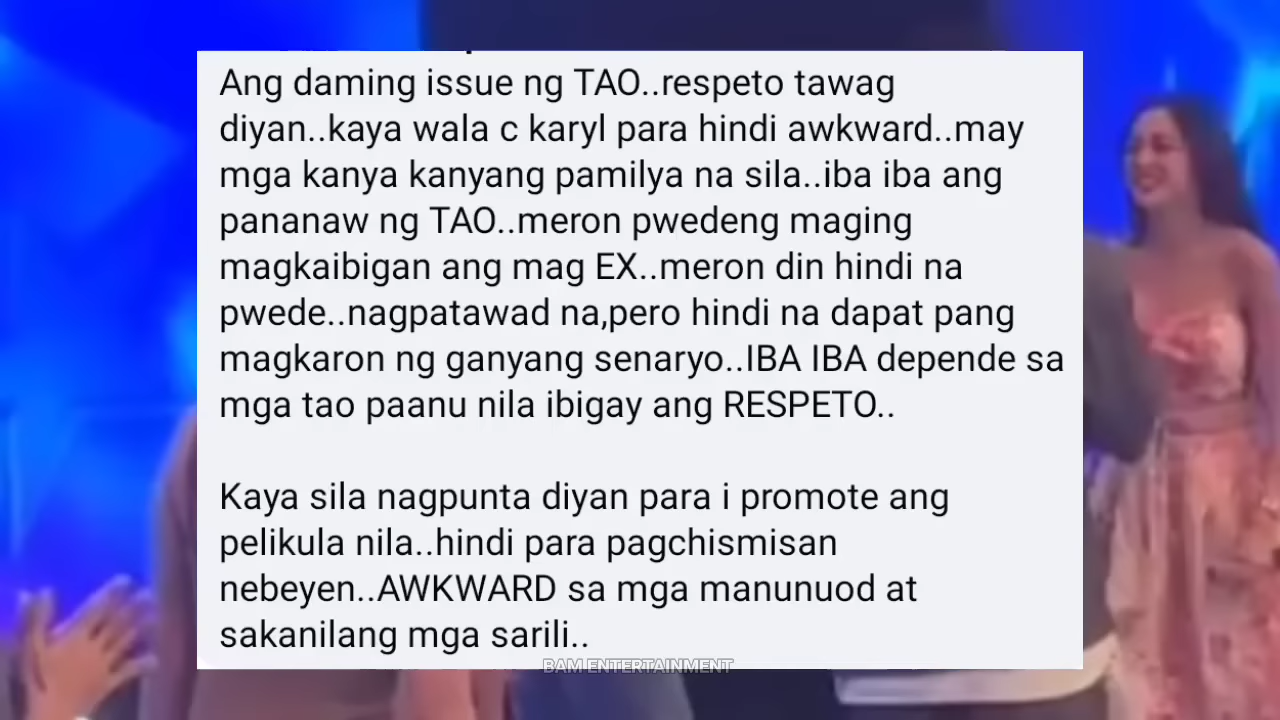 Ang daming issue ng TAO..respeto tawag
diyan..kaya wala c karyl para hindi awkward..may
mga kanya kanyang pamilya na sila..iba iba ang
pananaw ng TAO..meron pwedeng maging
magkaibigan ang mag EX..meron din hindi na
pwede..nagpatawad na,pero hindi na dapat pang
magkaron ng ganyang senaryo..IBA IBA depende sa
mga tao paanu nila ibigay ang RESPETO..
Kaya sila nagpunta diyan para i promote ang
pelikula nila..hindi para pagchismisan
nebeyen..AWKWARD sa mga manunuod at
sakanilang mga sarili..
BAM ENTERTAINMENT